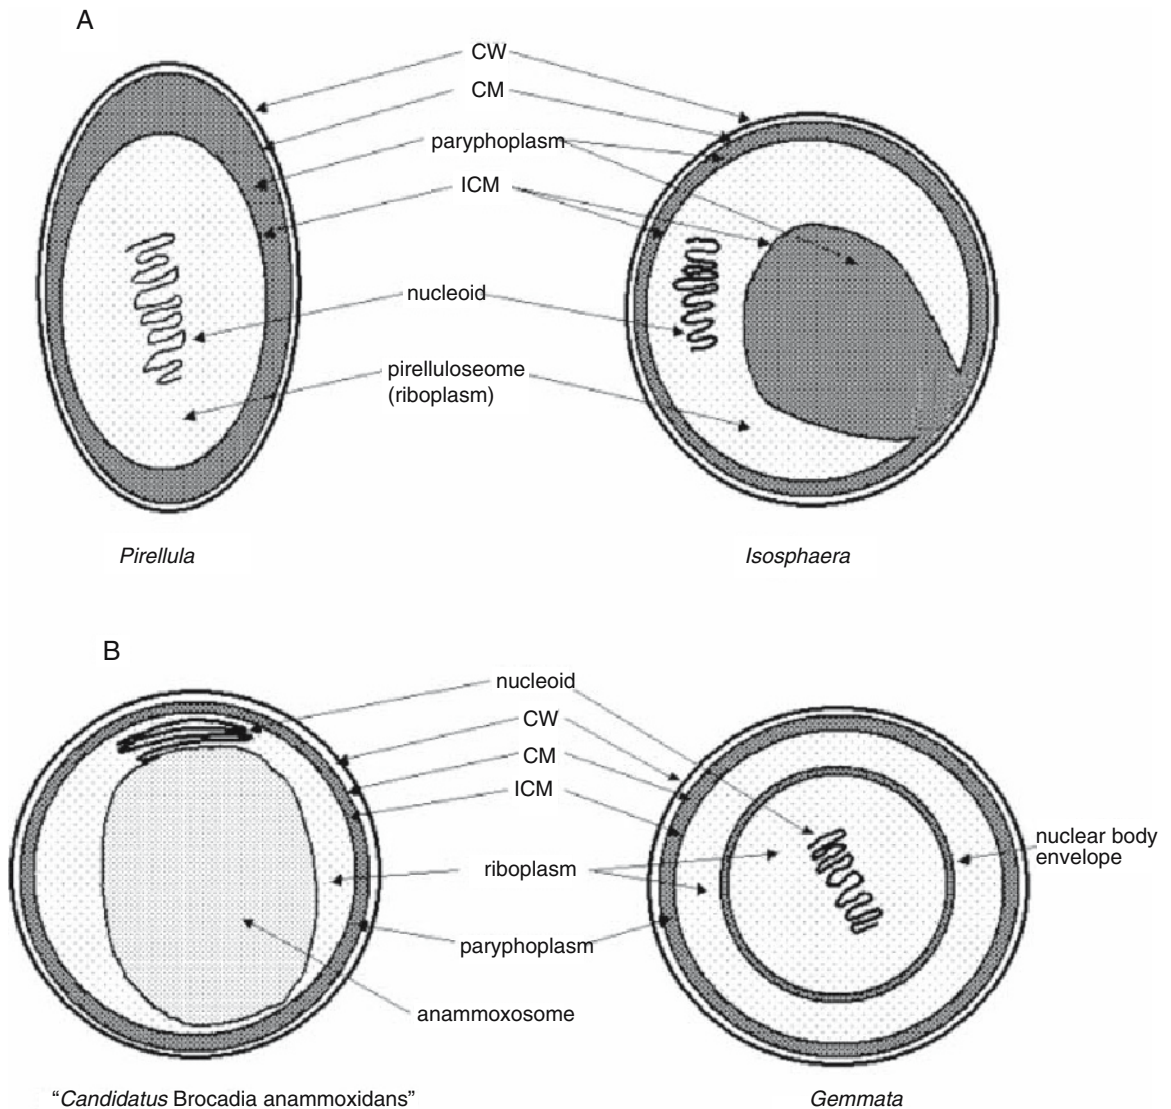 A
CW
CM
paryphoplasm
ICM
nucleoid
pirelluloseome
(riboplasm)
Pirellula
Isosphaera
B
nucleoid
CW
CM
ICM
nuclear body
envelope
riboplasm
paryphoplasm
anammoxosome
“Candidatus Brocadia anammoxidans”
Gemmata